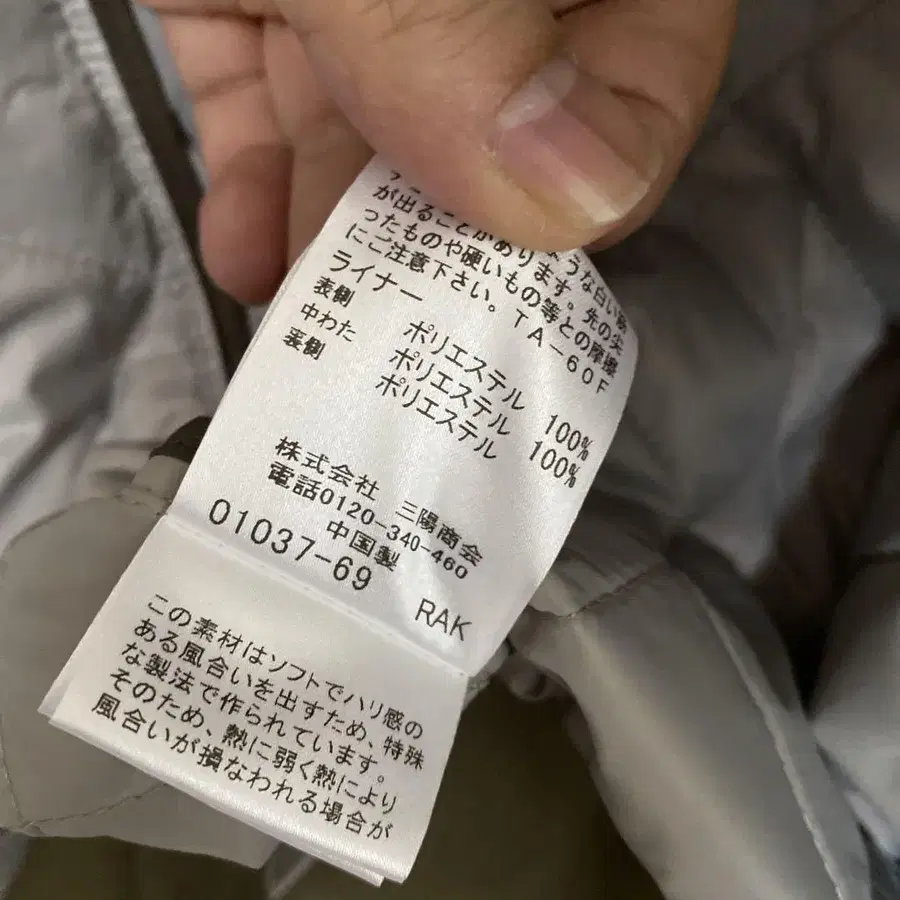 が出ることがありような白い筋
ったものや硬いもの等との摩擦
にご注意下さい。TA-60F
ライナー
表側 ポリエステル 100%
中わた ポリエステル 100%
裏側 ポリエステル
株式会社 三陽商会
電話0120-340-460
中国製
01037-69 RAK
この素材はソフトでハリ感の
ある風合いを出すため、特殊
な製法で作られています。
そのため、熱に弱く熱により
風合いが損なわれる場合が